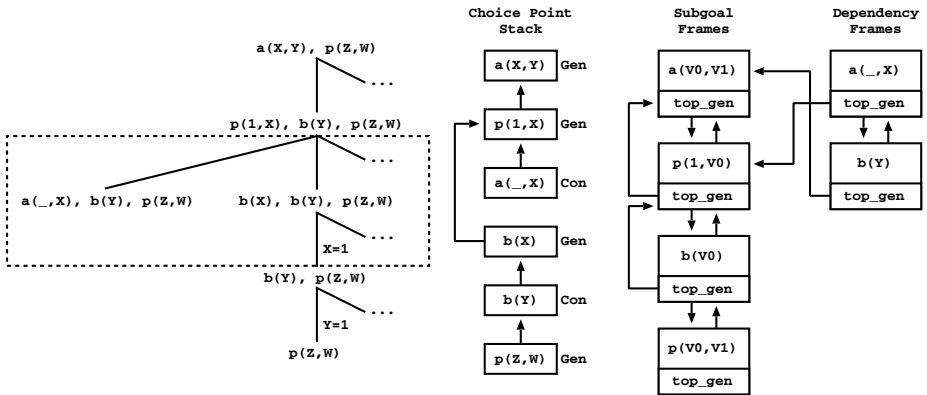 a(X,Y), p(Z,W)
...
p(1,X), b(Y), p(Z,W)
...
a(_,X), b(Y), p(Z,W)
b(X), b(Y), p(Z,W)
...
X=1
b(Y), p(Z,W)
...
Y=1
p(Z,W)
Choice Point
Stack
a(X,Y) Gen
p(1,X) Gen
a(_,X) Con
b(X) Gen
b(Y) Con
p(Z,W) Gen
Subgoal
Frames
a(V0,V1)
top_gen
p(1,V0)
top_gen
b(V0)
top_gen
p(V0,V1)
top_gen
Dependency
Frames
a(_,X)
top_gen
b(Y)
top_gen